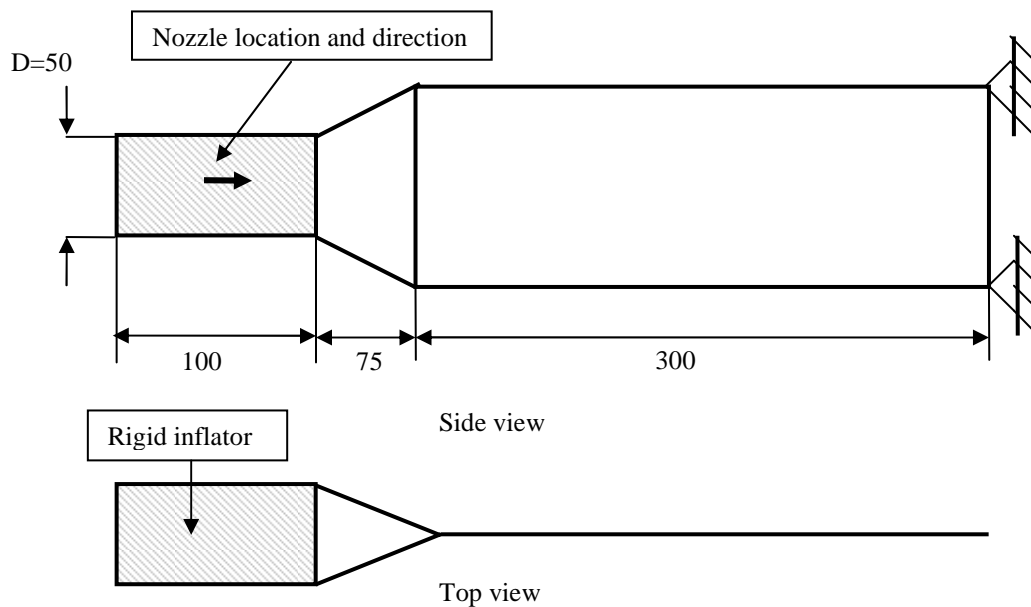 Nozzle location and direction
D=50
100
75
300
Side view
Rigid inflator
Top view